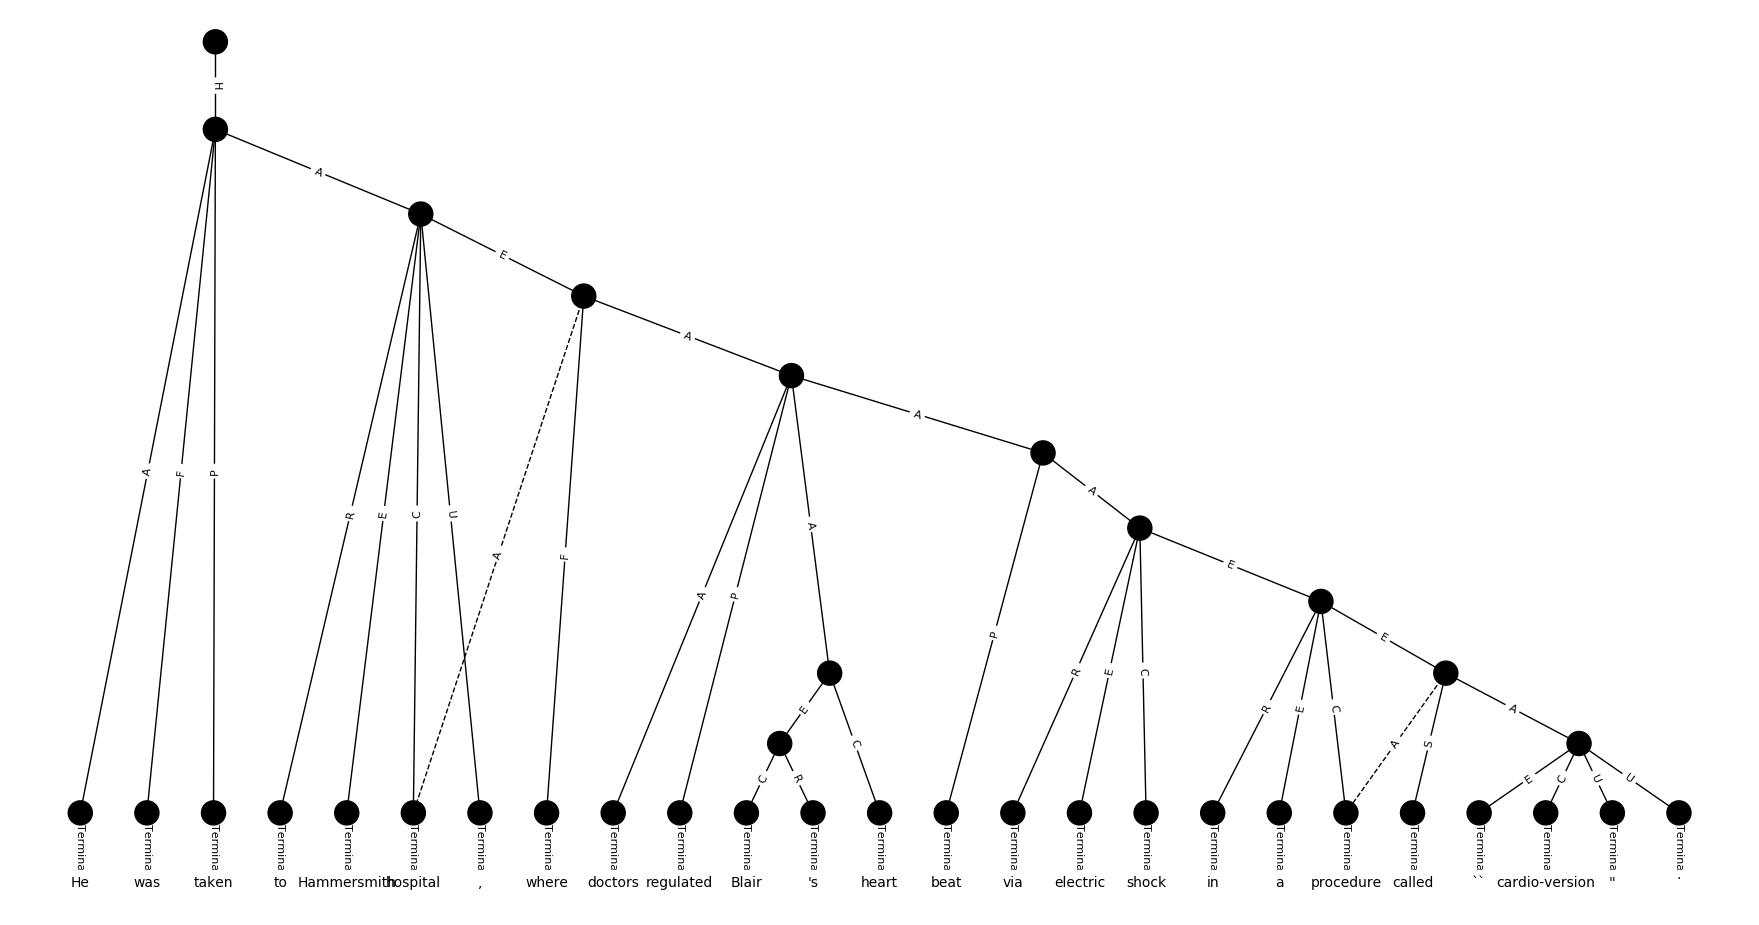 H
A
E
A
A
A
A
F
P
R
E
C
U
A
F
A
P
A
P
E
R
E
C
E
E
C
R
C
R
E
C
A
S
A
E
C
U
U
Termina Termina Termina Termina Termina Termina Termina Termina Termina Termina Termina Termina Termina Termina Termina Termina Termina Termina Termina Termina Termina Termina Termina Termina Termina
He was taken to Hammersmith hospital , where doctors regulated Blair 's heart beat via electric shock in a procedure called `` cardio-version " .